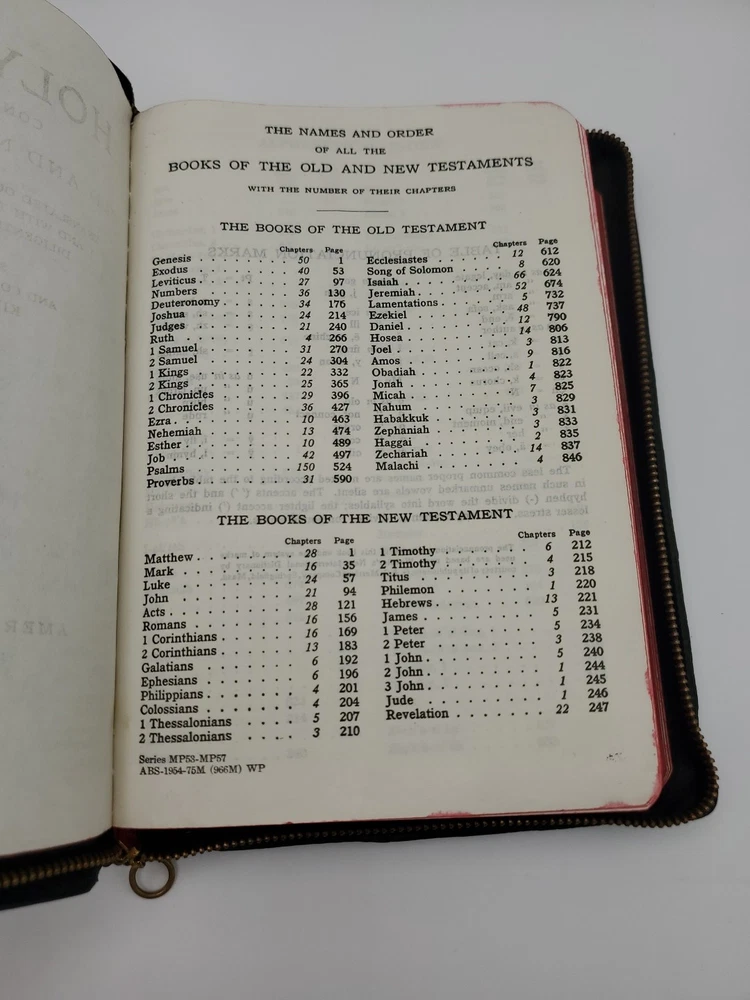 THE NAMES AND ORDER
OF ALL THE
BOOKS OF THE OLD AND NEW TESTAMENTS
WITH THE NUMBER OF THEIR CHAPTERS
THE BOOKS OF THE OLD TESTAMENT
Chapters Page
Genesis 50 1
Exodus 40 53
Leviticus 27 97
Numbers 36 130
Deuteronomy 34 176
Joshua 24 214
Judges 21 240
Ruth 4 266
1 Samuel 31 270
2 Samuel 24 304
1 Kings 22 332
2 Kings 25 365
1 Chronicles 29 396
2 Chronicles 36 427
Ezra 10 463
Nehemiah 13 474
Esther 10 489
Job 42 497
Psalms 150 524
Proverbs 31 590
Chapters Page
Ecclesiastes 12 612
Song of Solomon 8 620
Isaiah 66 624
Jeremiah 52 674
Lamentations 5 732
Ezekiel 48 737
Daniel 12 790
Hosea 14 806
Joel 3 813
Amos 9 816
Obadiah 1 822
Jonah 4 823
Micah 7 825
Nahum 3 829
Habakkuk 3 831
Zephaniah 3 833
Haggai 2 835
Zechariah 14 837
Malachi 4 846
THE BOOKS OF THE NEW TESTAMENT
Chapters Page
Matthew 28 1
Mark 16 35
Luke 24 57
John 21 94
Acts 28 121
Romans 16 156
1 Corinthians 16 169
2 Corinthians 13 183
Galatians 6 192
Ephesians 6 196
Philippians 4 201
Colossians 4 204
1 Thessalonians 5 207
2 Thessalonians 3 210
Chapters Page
1 Timothy 6 212
2 Timothy 4 215
Titus 3 218
Philemon 1 220
Hebrews 13 221
James 5 231
1 Peter 5 234
2 Peter 3 238
1 John 5 240
2 John 1 244
3 John 1 245
Jude 1 246
Revelation 22 247
Series MP53-MP57
ABS-1954-75M (966M) WP